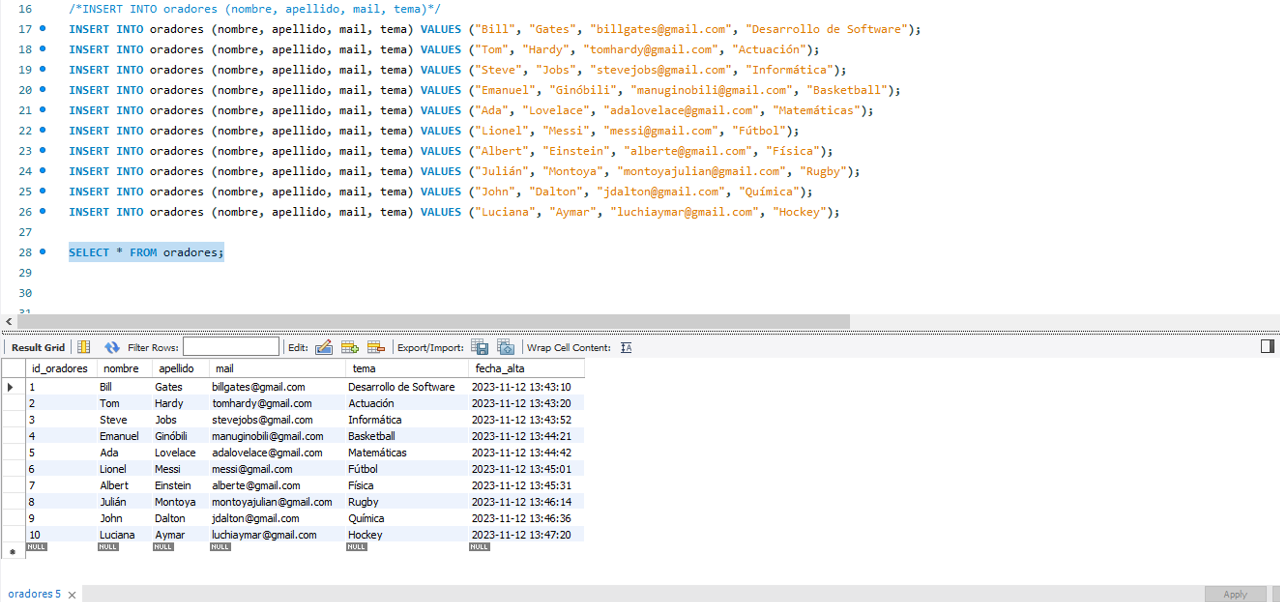 16 /*INSERT INTO oradores (nombre, apellido, mail, tema)*/
17 INSERT INTO oradores (nombre, apellido, mail, tema) VALUES ("Bill", "Gates", "billgates@gmail.com", "Desarrollo de Software");
18 INSERT INTO oradores (nombre, apellido, mail, tema) VALUES ("Tom", "Hardy", "tomhardy@gmail.com", "Actuación");
19 INSERT INTO oradores (nombre, apellido, mail, tema) VALUES ("Steve", "Jobs", "stevejobs@gmail.com", "Informática");
20 INSERT INTO oradores (nombre, apellido, mail, tema) VALUES ("Emanuel", "Ginóbili", "manuginobili@gmail.com", "Basketball");
21 INSERT INTO oradores (nombre, apellido, mail, tema) VALUES ("Ada", "Lovelace", "adalovelace@gmail.com", "Matemáticas");
22 INSERT INTO oradores (nombre, apellido, mail, tema) VALUES ("Lionel", "Messi", "messi@gmail.com", "Fútbol");
23 INSERT INTO oradores (nombre, apellido, mail, tema) VALUES ("Albert", "Einstein", "alberte@gmail.com", "Física");
24 INSERT INTO oradores (nombre, apellido, mail, tema) VALUES ("Julián", "Montoya", "montoyajulian@gmail.com", "Rugby");
25 INSERT INTO oradores (nombre, apellido, mail, tema) VALUES ("John", "Dalton", "jdalton@gmail.com", "Química");
26 INSERT INTO oradores (nombre, apellido, mail, tema) VALUES ("Luciana", "Aymar", "luchiaymar@gmail.com", "Hockey");
27
28 SELECT * FROM oradores;
29
30
31
Result Grid Filter Rows: Edit: Export/Import: Wrap Cell Content:
id_oradores nombre apellido mail tema fecha_alta
1 Bill Gates billgates@gmail.com Desarrollo de Software 2023-11-12 13:43:10
2 Tom Hardy tomhardy@gmail.com Actuación 2023-11-12 13:43:20
3 Steve Jobs stevejobs@gmail.com Informática 2023-11-12 13:43:52
4 Emanuel Ginóbili manuginobili@gmail.com Basketball 2023-11-12 13:44:21
5 Ada Lovelace adalovelace@gmail.com Matemáticas 2023-11-12 13:44:42
6 Lionel Messi messi@gmail.com Fútbol 2023-11-12 13:45:01
7 Albert Einstein alberte@gmail.com Física 2023-11-12 13:45:31
8 Julián Montoya montoyajulian@gmail.com Rugby 2023-11-12 13:46:14
9 John Dalton jdalton@gmail.com Química 2023-11-12 13:46:36
10 Luciana Aymar luchiaymar@gmail.com Hockey 2023-11-12 13:47:20
NULL NULL NULL NULL NULL NULL
oradores 5 Apply